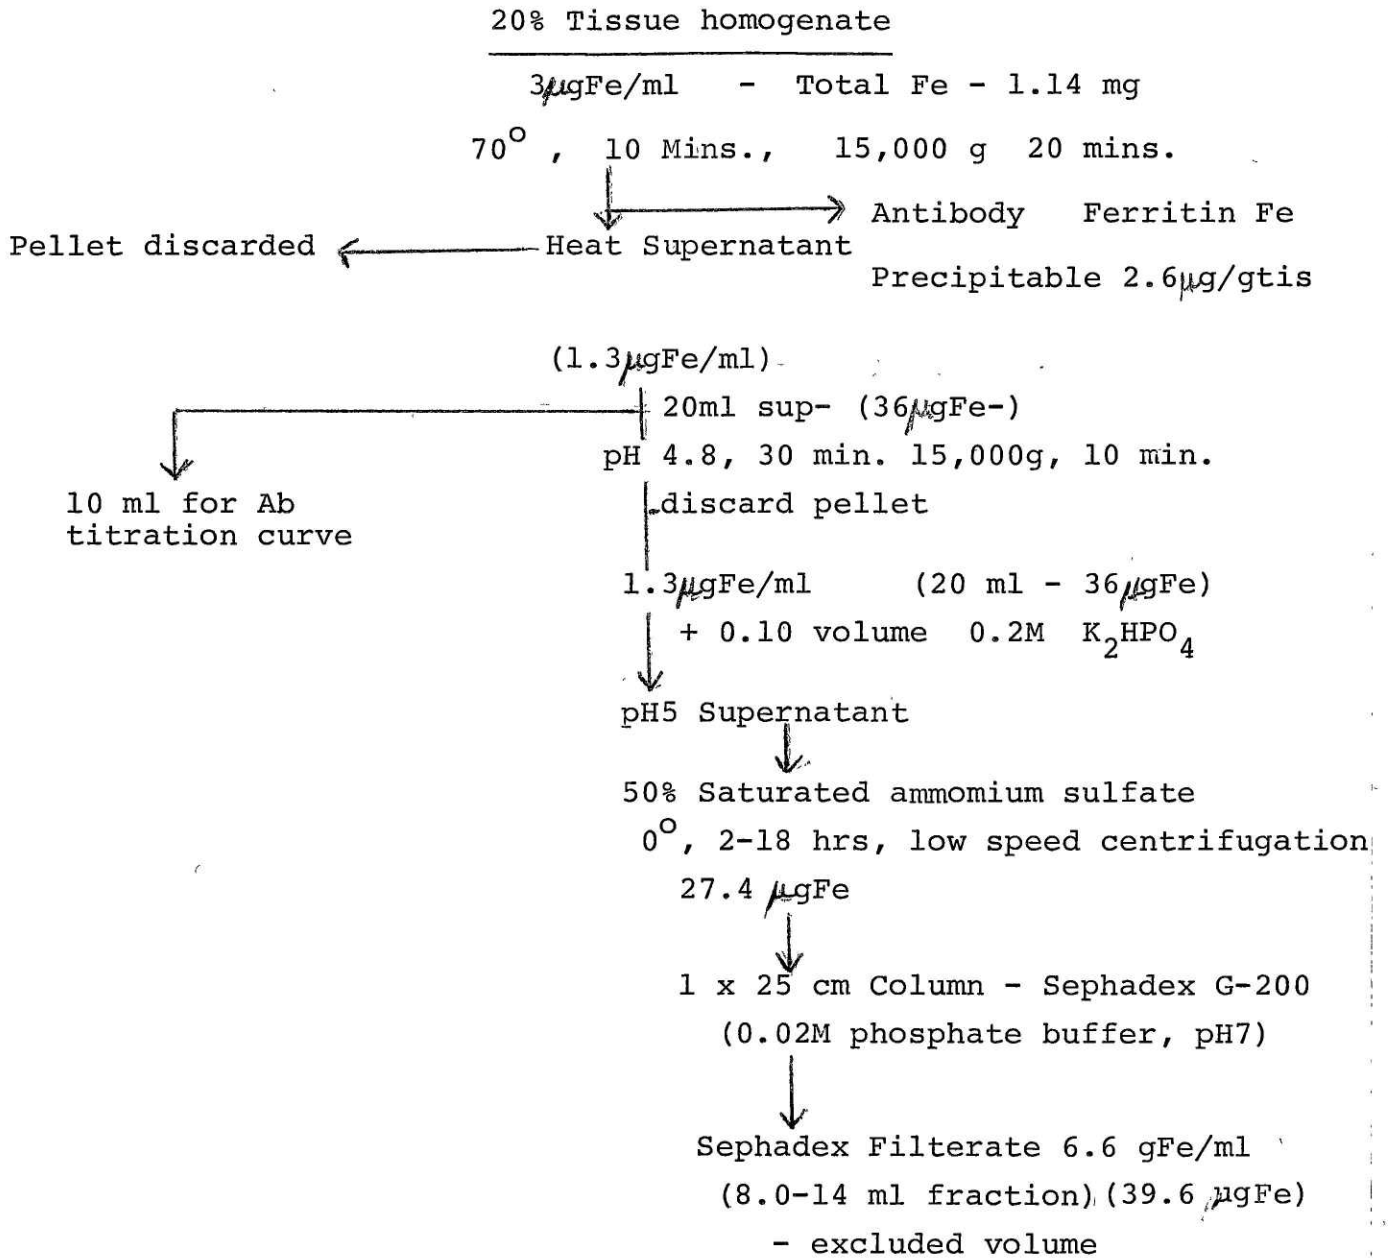 20% Tissue homogenate
3µgFe/ml - Total Fe - 1.14 mg
70° , 10 Mins., 15,000 g 20 mins.
Antibody Ferritin Fe
Pellet discarded Heat Supernatant
Precipitable 2.6µg/gtis
(1.3µgFe/ml)
20ml sup- (36µgFe-)
pH 4.8, 30 min. 15,000g, 10 min.
10 ml for Ab
titration curve
discard pellet
1.3µgFe/ml (20 ml - 36µgFe)
+ 0.10 volume 0.2M K₂HPO₄
pH5 Supernatant
50% Saturated ammomium sulfate
0°, 2-18 hrs, low speed centrifugation
27.4 µgFe
1 x 25 cm Column - Sephadex G-200
(0.02M phosphate buffer, pH7)
Sephadex Filterate 6.6 gFe/ml
(8.0-14 ml fraction) (39.6 µgFe)
- excluded volume